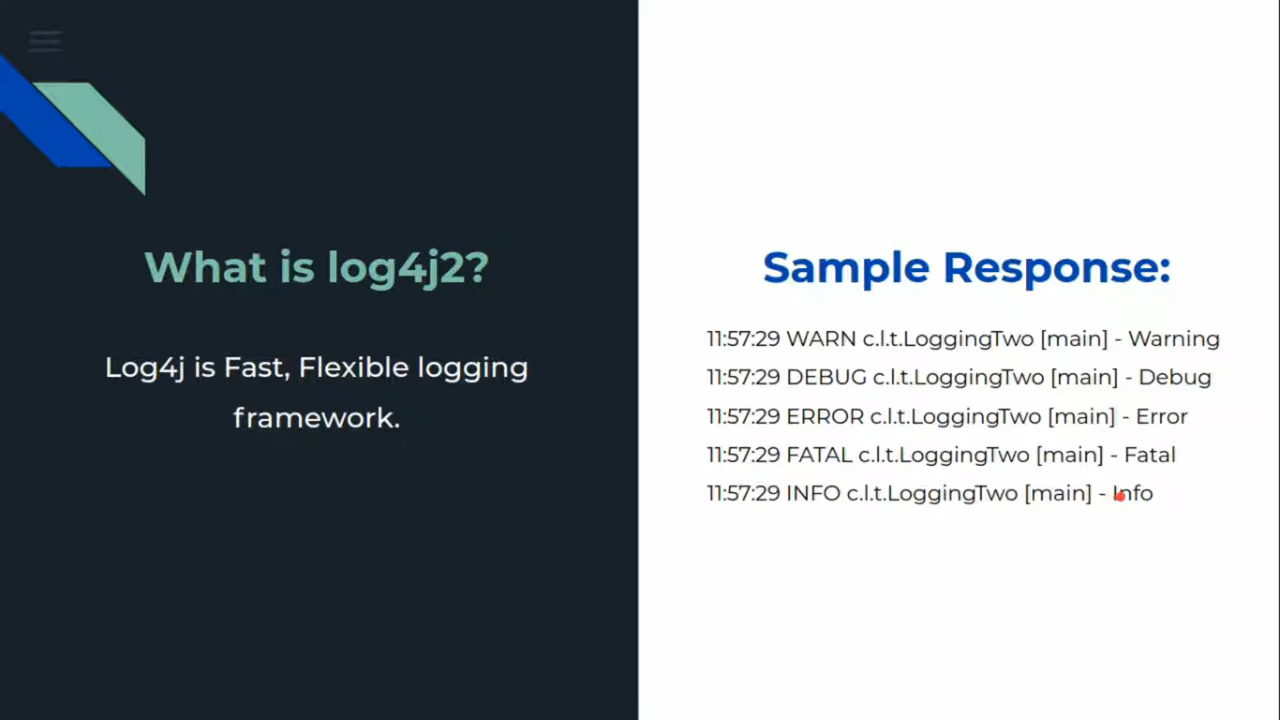 What is log4j2?
Log4j is Fast, Flexible logging
framework.
Sample Response:
11:57:29 WARN c.l.t.LoggingTwo [main] - Warning
11:57:29 DEBUG c.l.t.LoggingTwo [main] - Debug
11:57:29 ERROR c.l.t.LoggingTwo [main] - Error
11:57:29 FATAL c.l.t.LoggingTwo [main] - Fatal
11:57:29 INFO c.l.t.LoggingTwo [main] - Info